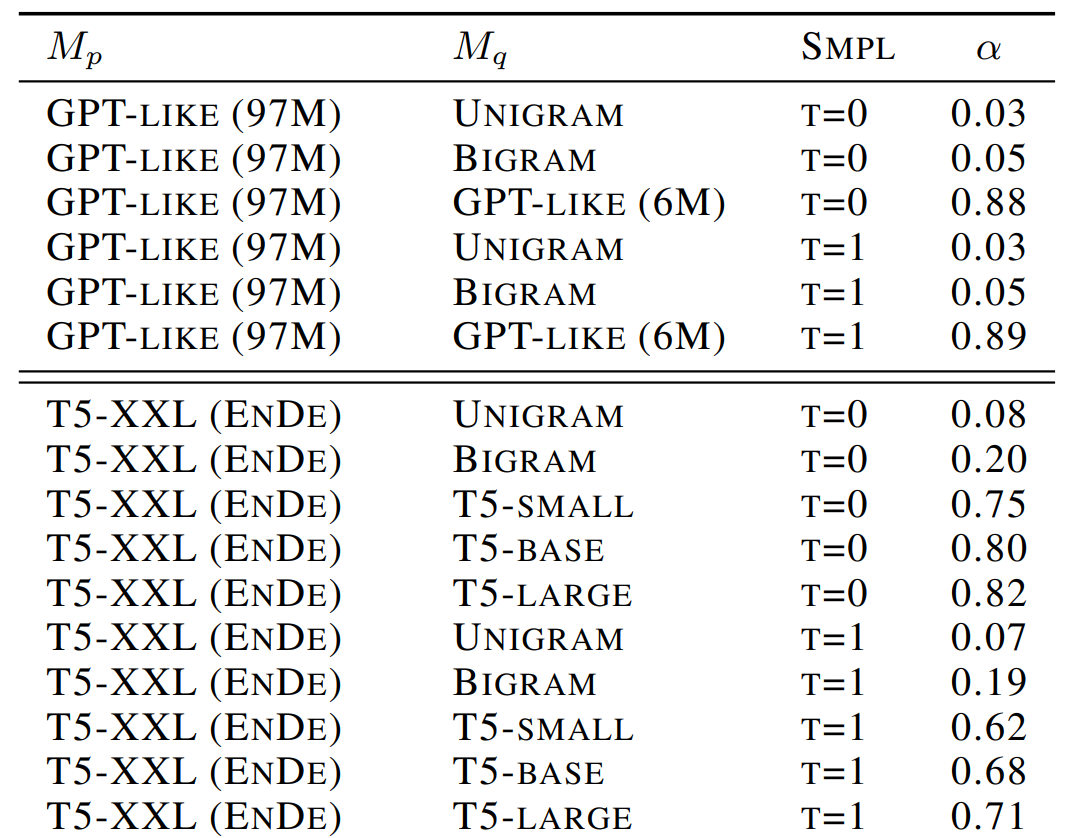 M_p M_q SMPL α
GPT-LIKE (97M) UNIGRAM T=0 0.03
GPT-LIKE (97M) BIGRAM T=0 0.05
GPT-LIKE (97M) GPT-LIKE (6M) T=0 0.88
GPT-LIKE (97M) UNIGRAM T=1 0.03
GPT-LIKE (97M) BIGRAM T=1 0.05
GPT-LIKE (97M) GPT-LIKE (6M) T=1 0.89
T5-XXL (ENDE) UNIGRAM T=0 0.08
T5-XXL (ENDE) BIGRAM T=0 0.20
T5-XXL (ENDE) T5-SMALL T=0 0.75
T5-XXL (ENDE) T5-BASE T=0 0.80
T5-XXL (ENDE) T5-LARGE T=0 0.82
T5-XXL (ENDE) UNIGRAM T=1 0.07
T5-XXL (ENDE) BIGRAM T=1 0.19
T5-XXL (ENDE) T5-SMALL T=1 0.62
T5-XXL (ENDE) T5-BASE T=1 0.68
T5-XXL (ENDE) T5-LARGE T=1 0.71